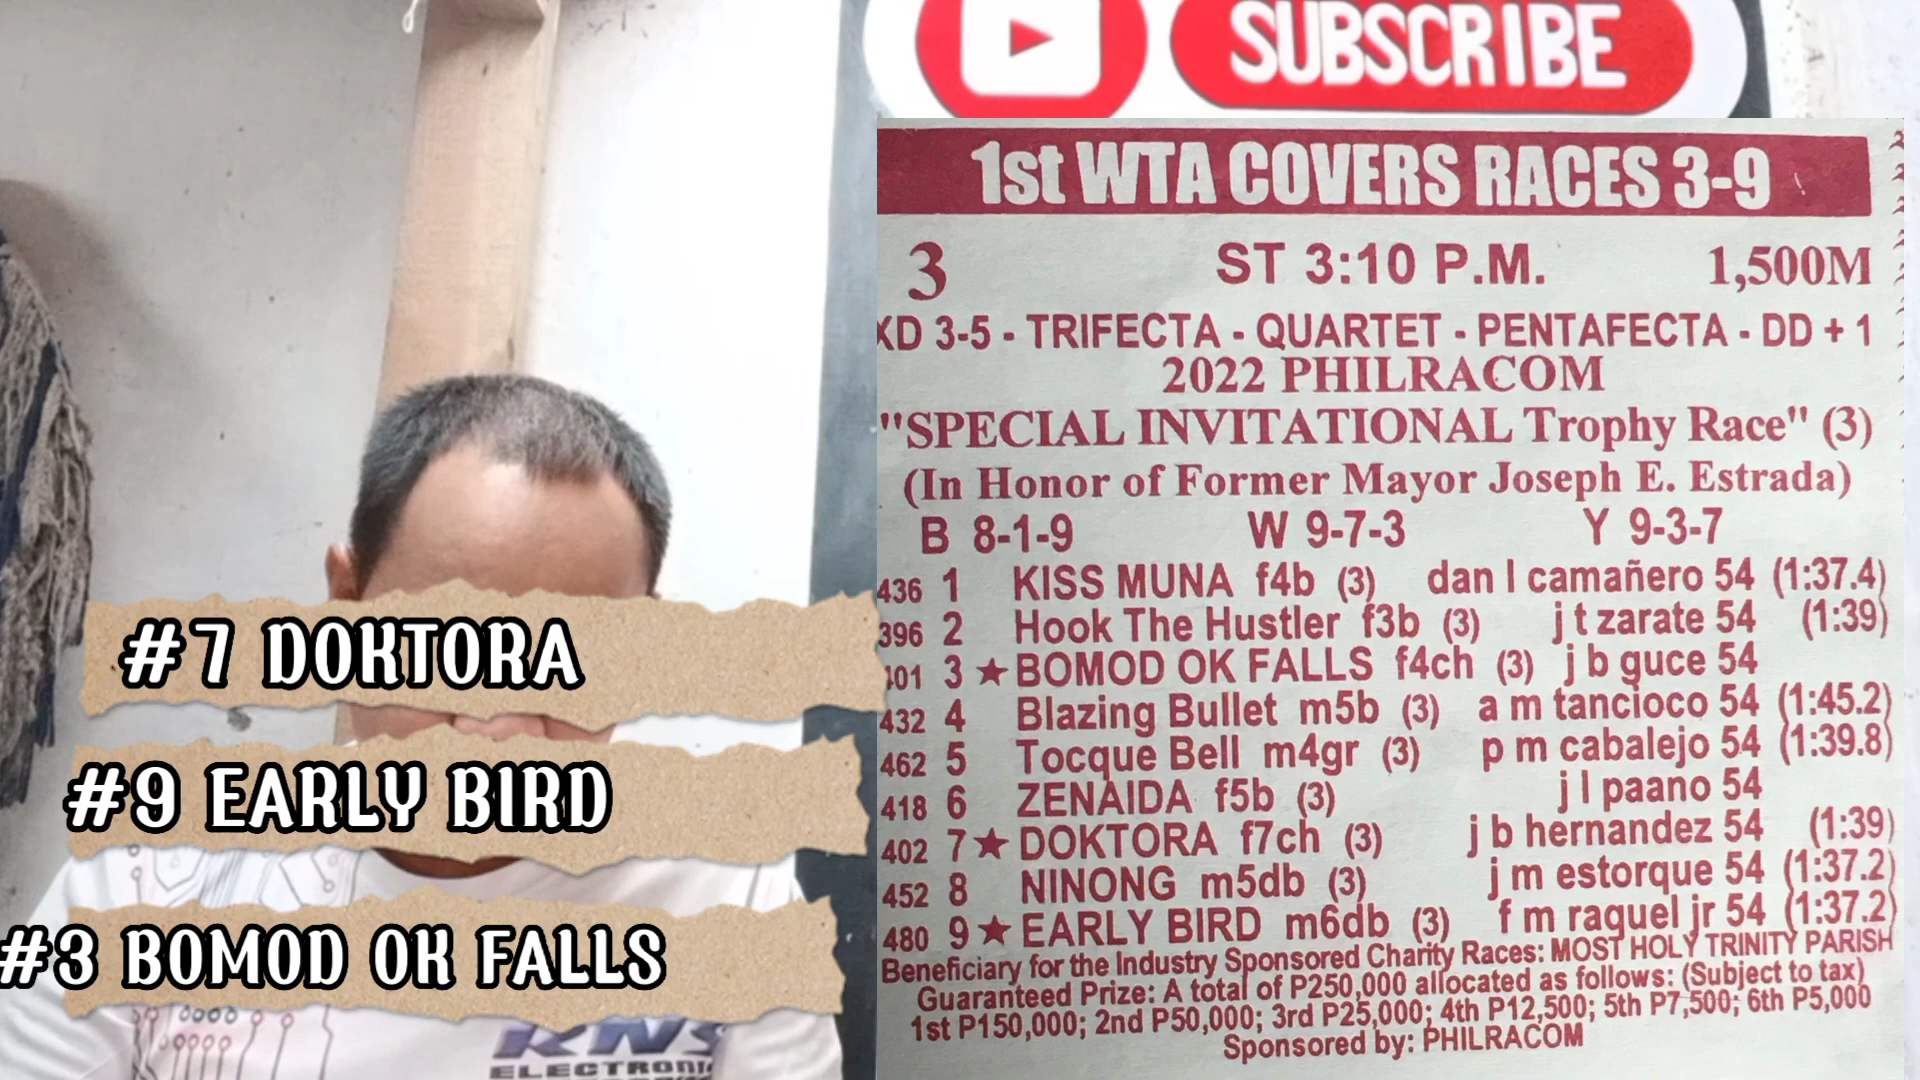 SUBSCRIBE
1st WTA COVERS RACES 3-9
3 ST 3:10 P.M. 1,500M
XD 3-5 - TRIFECTA - QUARTET - PENTAFECTA - DD + 1
2022 PHILRACOM
"SPECIAL INVITATIONAL Trophy Race" (3)
(In Honor of Former Mayor Joseph E. Estrada)
B 8-1-9 W 9-7-3 Y 9-3-7
436 1 KISS MUNA f4b (3) dan l camañero 54 (1:37.4)
396 2 Hook The Hustler f3b (3) j t zarate 54 (1:39)
401 3 ★ BOMOD OK FALLS f4ch (3) j b guce 54
432 4 Blazing Bullet m5b (3) a m tancioco 54 (1:45.2)
462 5 Tocque Bell m4gr (3) p m cabalejo 54 (1:39.8)
418 6 ZENAIDA f5b (3) j l paano 54
402 7 ★ DOKTORA f7ch (3) j b hernandez 54 (1:39)
452 8 NINONG m5db (3) j m estorque 54 (1:37.2)
480 9 ★ EARLY BIRD m6db (3) f m raquel jr 54 (1:37.2)
Beneficiary for the Industry Sponsored Charity Races: MOST HOLY TRINITY PARISH
Guaranteed Prize: A total of P250,000 allocated as follows: (Subject to tax)
1st P150,000; 2nd P50,000; 3rd P25,000; 4th P12,500; 5th P7,500; 6th P5,000
Sponsored by: PHILRACOM
#7 DOKTORA
#9 EARLY BIRD
#3 BOMOD OK FALLS
RNS